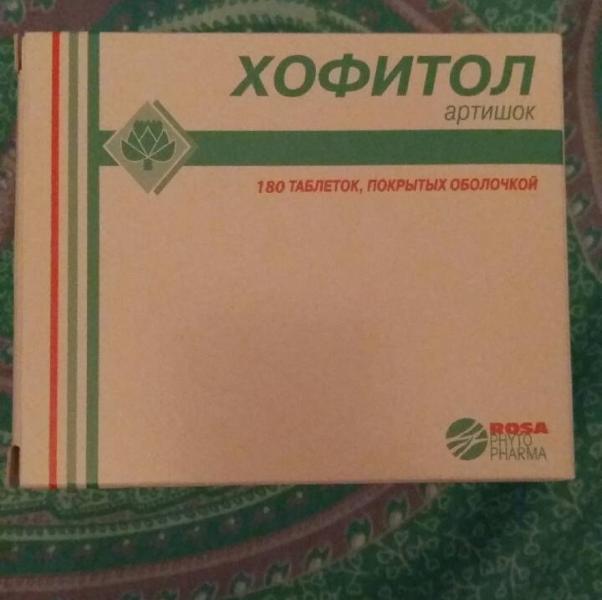 ХОФИТОЛ
артишок
180 ТАБЛЕТОК, ПОКРЫТЫХ ОБОЛОЧКОЙ
ROSA
PHYTO
PHARMA